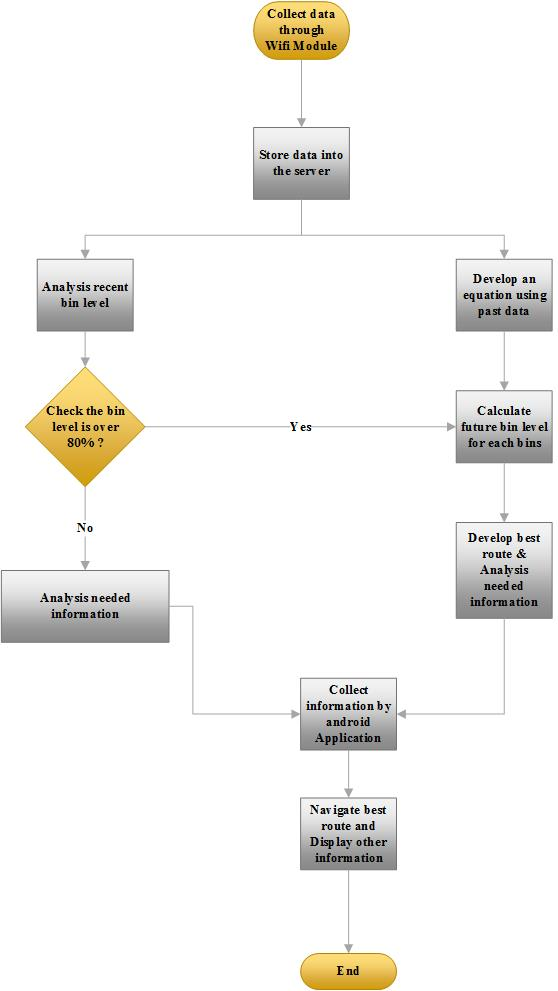 Collect data
through
Wifi Module
Store data into
the server
Analysis recent
bin level
Develop an
equation using
past data
Check the bin
level is over
80% ?
Yes
Calculate
future bin level
for each bins
No
Develop best
route &
Analysis
needed
information
Analysis needed
information
Collect
information by
android
Application
Navigate best
route and
Display other
information
End